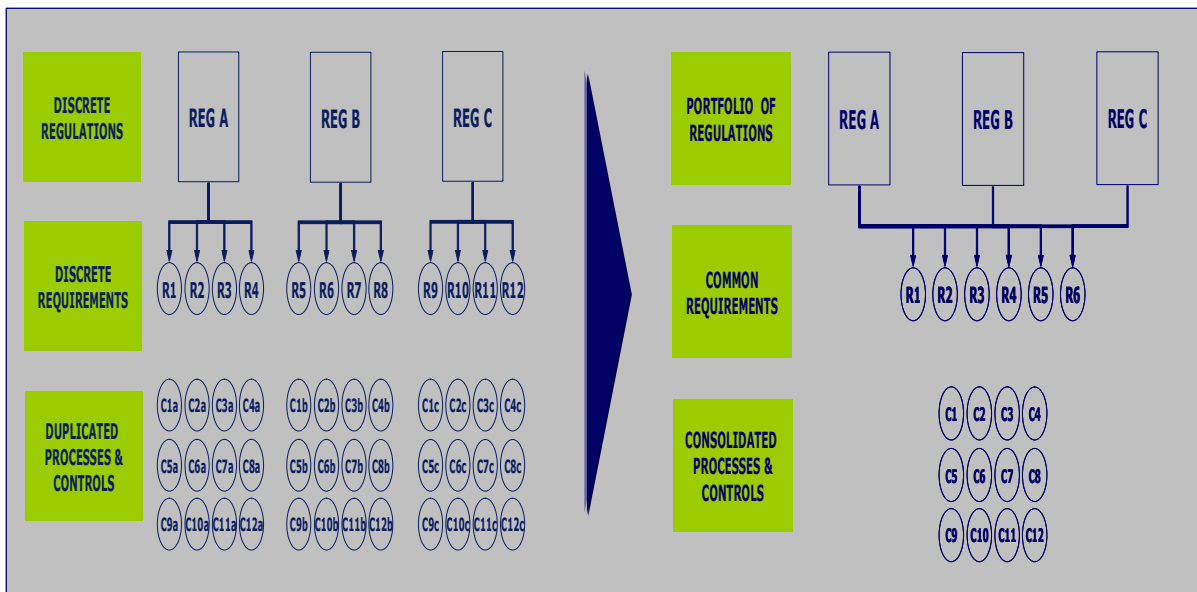 DISCRETE
REGULATIONS
REG A
REG B
REG C
DISCRETE
REQUIREMENTS
R1 R2 R3 R4
R5 R6 R7 R8
R9 R10 R11 R12
DUPLICATED
PROCESSES &
CONTROLS
C1a C2a C3a C4a
C5a C6a C7a C8a
C9a C10a C11a C12a
C1b C2b C3b C4b
C5b C6b C7b C8b
C9b C10b C11b C12b
C1c C2c C3c C4c
C5c C6c C7c C8c
C9c C10c C11c C12c
PORTFOLIO OF
REGULATIONS
REG A
REG B
REG C
COMMON
REQUIREMENTS
R1 R2 R3 R4 R5 R6
CONSOLIDATED
PROCESSES &
CONTROLS
C1 C2 C3 C4
C5 C6 C7 C8
C9 C10 C11 C12